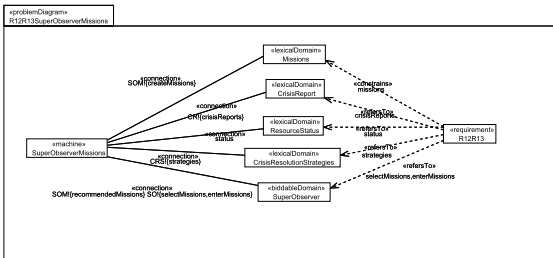 «problemDiagram»
R12R13SuperObserverMissions
«lexicalDomain»
Missions
«connection»
SOM!{createMissions}
«constrains»
missions
«lexicalDomain»
CrisisReport
«connection»
CRI{crisisReports}
«refersTo»
crisisReports
«lexicalDomain»
ResourceStatus
«connection»
status
«refersTo»
status
«requirement»
R12R13
«machine»
SuperObserverMissions
«lexicalDomain»
CrisisResolutionStrategies
«connection»
CRS!{strategies}
«refersTo»
strategies
«refersTo»
selectMissions,enterMissions
«biddableDomain»
SuperObserver
«connection»
SOM!{recommendedMissions} SO!{selectMissions,enterMissions}